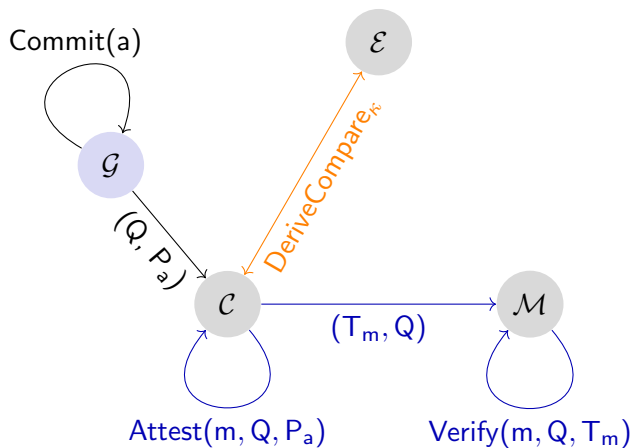 Commit(a)
ℰ
𝒢
DeriveCompare_κ
(Q, P_a)
𝒞
(T_m, Q)
ℳ
Attest(m, Q, P_a)
Verify(m, Q, T_m)